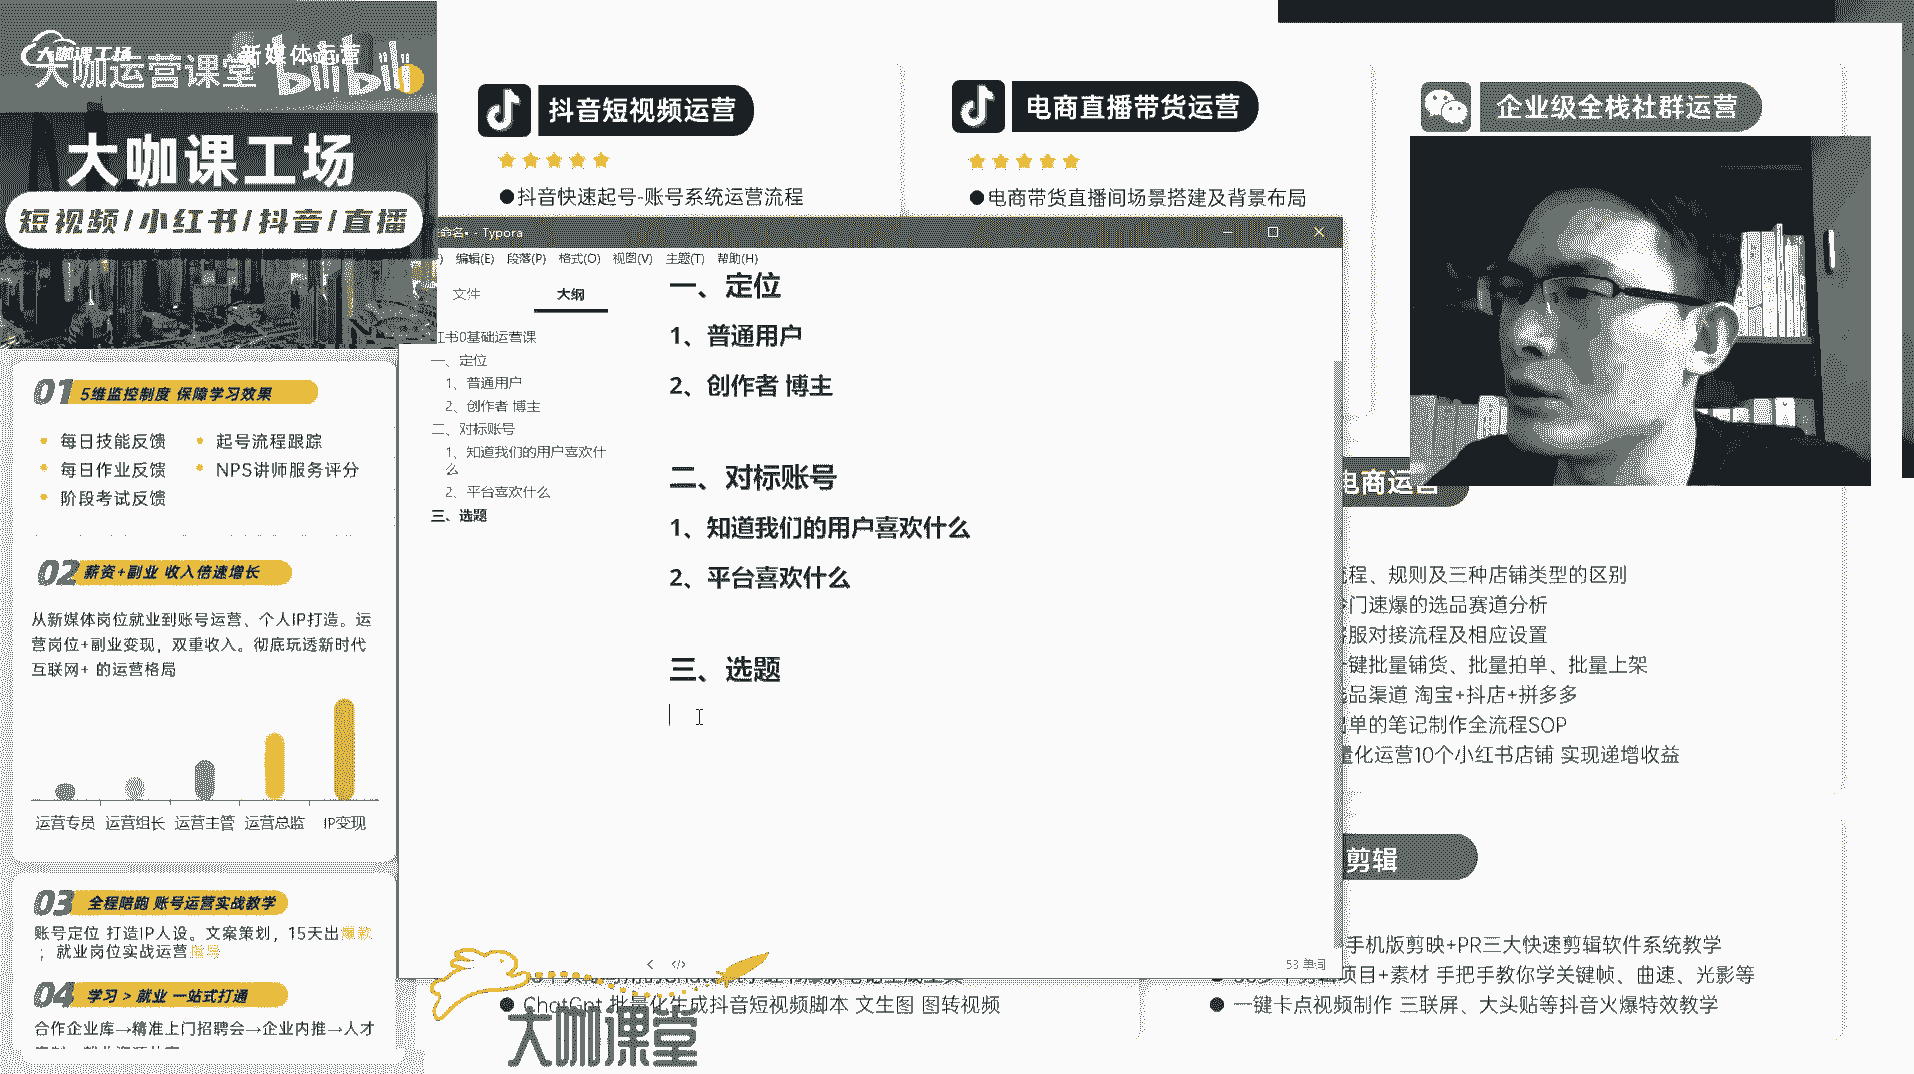 大咖课工场
新媒体运营
大咖运营课堂
bilibili
大咖课工场
短视频/小红书/抖音/直播
01 5维监控制度 保障学习效果
每日技能反馈
起号流程跟踪
每日作业反馈
NPS讲师服务评分
阶段考试反馈
02 薪资+副业 收入倍速增长
从新媒体岗位就业到账号运营、个人IP打造。运
营岗位+副业变现，双重收入。彻底玩透新时代
互联网+ 的运营格局
运营专员 运营组长 运营主管 运营总监 IP变现
03 全程陪跑 账号运营实战教学
账号定位 打造IP人设。文案策划，15天出爆款
；就业岗位实战运营指导
04 学习 > 就业 一站式打通
合作企业库→精准上门招聘会→企业内推→人才
抖音短视频运营
●抖音快速起号-账号系统运营流程
电商直播带货运营
●电商带货直播间场景搭建及背景布局
企业级全栈社群运营
命名• - Typora
编辑(E) 段落(P) 格式(O) 视图(V) 主题(T) 帮助(H)
文件 大纲
书0基础运营课
一、定位
1、普通用户
2、创作者 博主
二、对标账号
1、知道我们的用户喜欢什
么
2、平台喜欢什么
三、选题
一、定位
1、普通用户
2、创作者 博主
二、对标账号
1、知道我们的用户喜欢什么
2、平台喜欢什么
三、选题
53 单词
电商运营
程、规则及三种店铺类型的区别
门速爆的选品赛道分析
服对接流程及相应设置
键批量铺货、批量拍单、批量上架
品渠道 淘宝+抖店+拼多多
单的笔记制作全流程SOP
量化运营10个小红书店铺 实现递增收益
剪辑
手机版剪映+PR三大快速剪辑软件系统教学
项目+素材 手把手教你学关键帧、曲速、光影等
●一键卡点视频制作 三联屏、大头贴等抖音火爆特效教学
●ChatGpt 批量化生成抖音短视频脚本 文生图 图转视频
大咖课堂